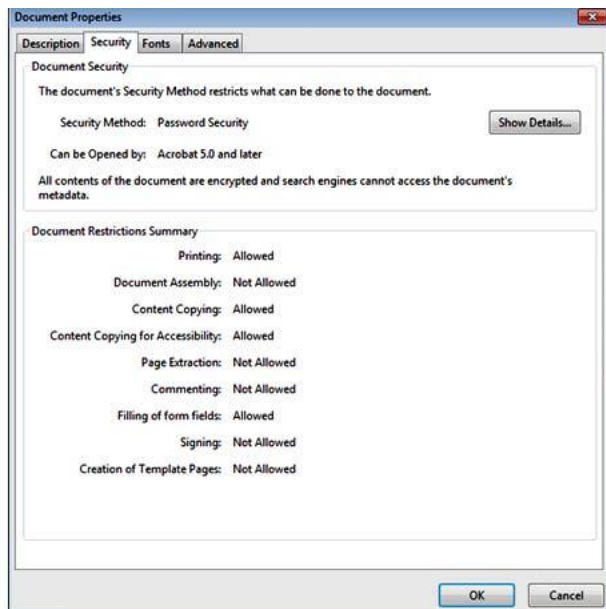 Document Properties
Description Security Fonts Advanced
Document Security
The document's Security Method restricts what can be done to the document.
Security Method: Password Security
Show Details...
Can be Opened by: Acrobat 5.0 and later
All contents of the document are encrypted and search engines cannot access the document's
metadata.
Document Restrictions Summary
Printing: Allowed
Document Assembly: Not Allowed
Content Copying: Allowed
Content Copying for Accessibility: Allowed
Page Extraction: Not Allowed
Commenting: Not Allowed
Filling of form fields: Allowed
Signing: Not Allowed
Creation of Template Pages: Not Allowed
OK Cancel